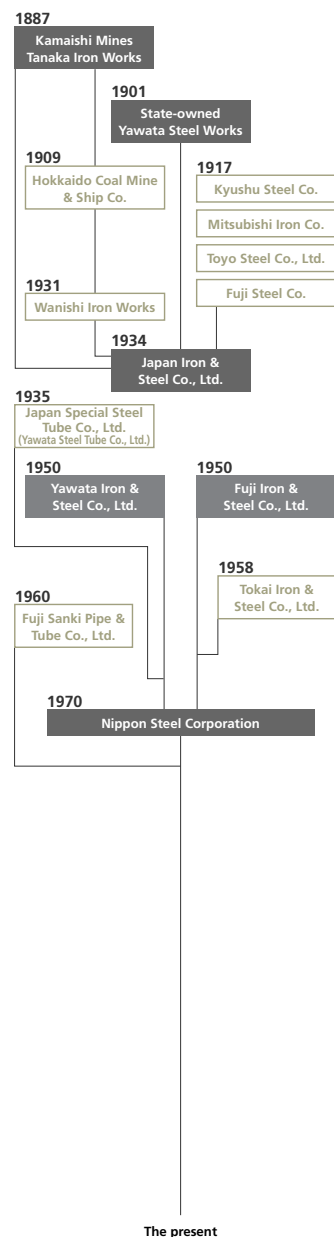 1887
Kamaishi Mines
Tanaka Iron Works
1901
State-owned
Yawata Steel Works
1909
Hokkaido Coal Mine
& Ship Co.
1917
Kyushu Steel Co.
Mitsubishi Iron Co.
Toyo Steel Co., Ltd.
Fuji Steel Co.
1931
Wanishi Iron Works
1934
Japan Iron &
Steel Co., Ltd.
1935
Japan Special Steel
Tube Co., Ltd.
(Yawata Steel Tube Co., Ltd.)
1950
Yawata Iron &
Steel Co., Ltd.
1950
Fuji Iron &
Steel Co., Ltd.
1958
Tokai Iron &
Steel Co., Ltd.
1960
Fuji Sanki Pipe &
Tube Co., Ltd.
1970
Nippon Steel Corporation
The present